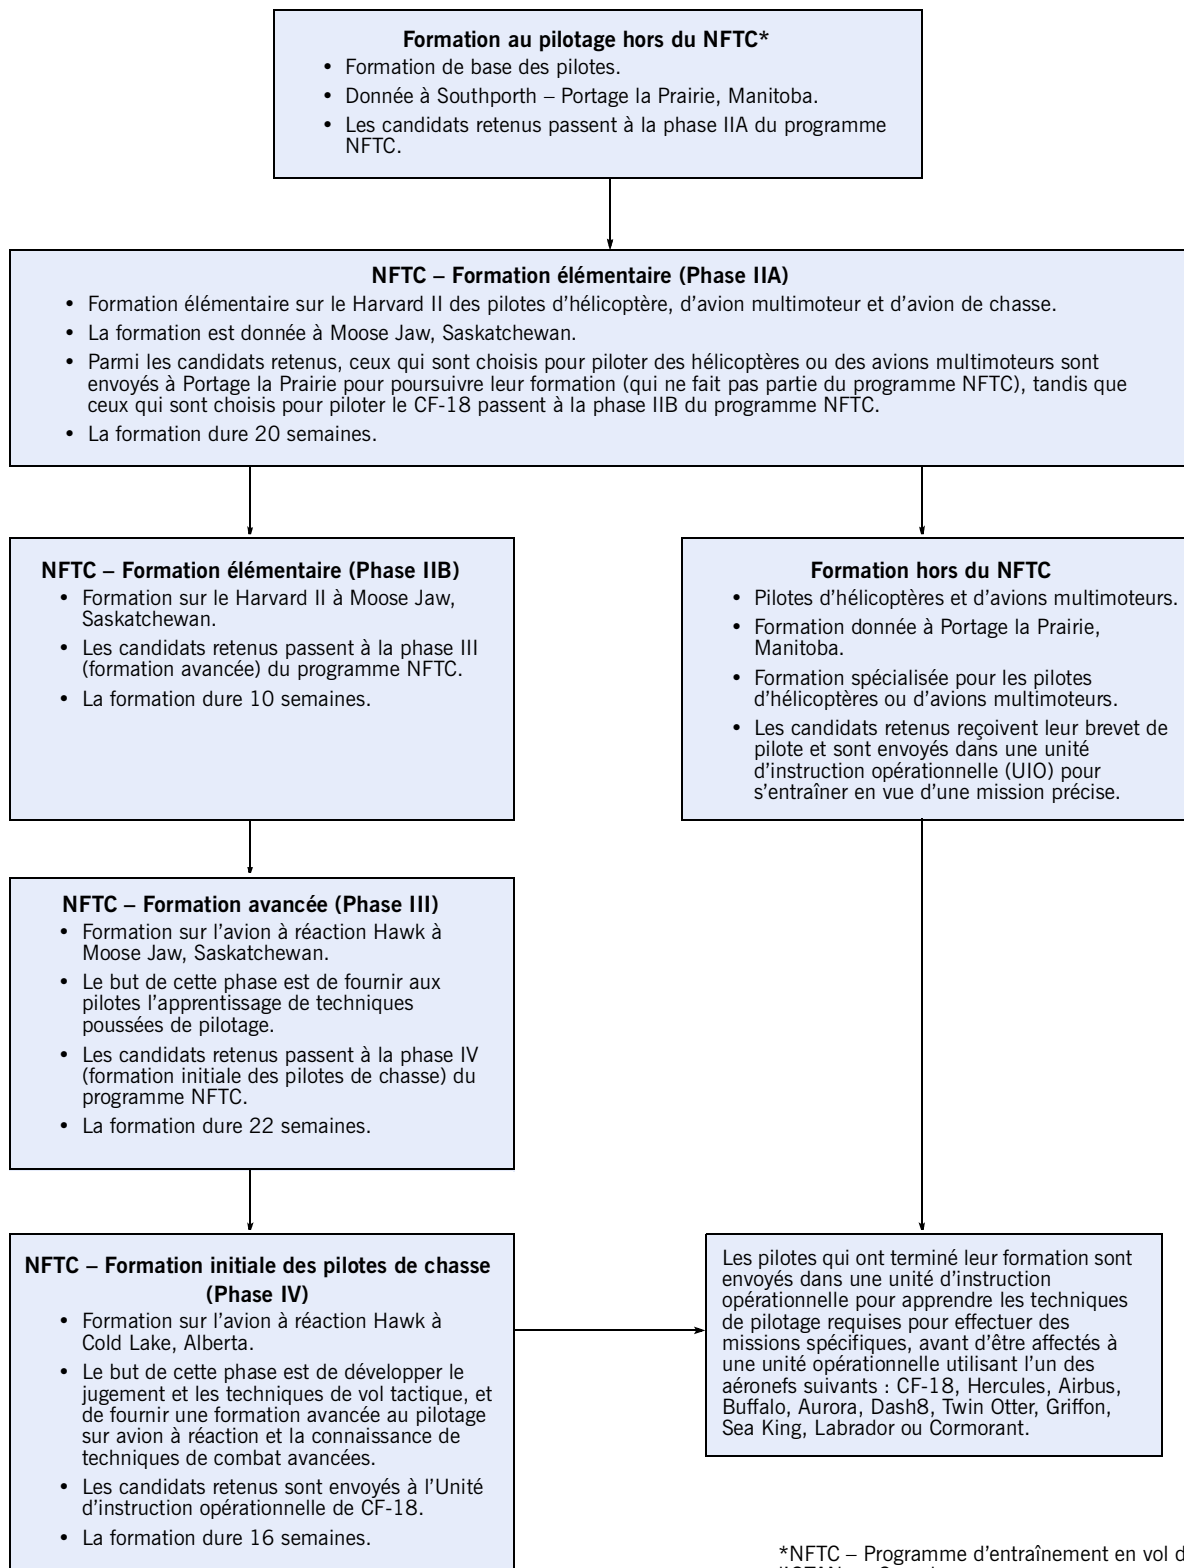 Formation au pilotage hors du NFTC*
• Formation de base des pilotes.
• Donnée à Southporth – Portage la Prairie, Manitoba.
• Les candidats retenus passent à la phase IIA du programme
NFTC.
NFTC – Formation élémentaire (Phase IIA)
• Formation élémentaire sur le Harvard II des pilotes d'hélicoptère, d'avion multimoteur et d'avion de chasse.
• La formation est donnée à Moose Jaw, Saskatchewan.
• Parmi les candidats retenus, ceux qui sont choisis pour piloter des hélicoptères ou des avions multimoteurs sont
envoyés à Portage la Prairie pour poursuivre leur formation (qui ne fait pas partie du programme NFTC), tandis que
ceux qui sont choisis pour piloter le CF-18 passent à la phase IIB du programme NFTC.
• La formation dure 20 semaines.
NFTC – Formation élémentaire (Phase IIB)
• Formation sur le Harvard II à Moose Jaw,
Saskatchewan.
• Les candidats retenus passent à la phase III
(formation avancée) du programme NFTC.
• La formation dure 10 semaines.
Formation hors du NFTC
• Pilotes d'hélicoptères et d'avions multimoteurs.
• Formation donnée à Portage la Prairie,
Manitoba.
• Formation spécialisée pour les pilotes
d'hélicoptères ou d'avions multimoteurs.
• Les candidats retenus reçoivent leur brevet de
pilote et sont envoyés dans une unité
d'instruction opérationnelle (UIO) pour
s'entraîner en vue d'une mission précise.
NFTC – Formation avancée (Phase III)
• Formation sur l'avion à réaction Hawk à
Moose Jaw, Saskatchewan.
• Le but de cette phase est de fournir aux
pilotes l'apprentissage de techniques
poussées de pilotage.
• Les candidats retenus passent à la phase IV
(formation initiale des pilotes de chasse) du
programme NFTC.
• La formation dure 22 semaines.
NFTC – Formation initiale des pilotes de chasse
(Phase IV)
• Formation sur l'avion à réaction Hawk à
Cold Lake, Alberta.
• Le but de cette phase est de développer le
jugement et les techniques de vol tactique, et
de fournir une formation avancée au pilotage
sur avion à réaction et la connaissance de
techniques de combat avancées.
• Les candidats retenus sont envoyés à l'Unité
d'instruction opérationnelle de CF-18.
• La formation dure 16 semaines.
Les pilotes qui ont terminé leur formation sont
envoyés dans une unité d'instruction
opérationnelle pour apprendre les techniques
de pilotage requises pour effectuer des
missions spécifiques, avant d'être affectés à
une unité opérationnelle utilisant l'un des
aéronefs suivants : CF-18, Hercules, Airbus,
Buffalo, Aurora, Dash8, Twin Otter, Griffon,
Sea King, Labrador ou Cormorant.
*NFTC – Programme d'entraînement en vol d